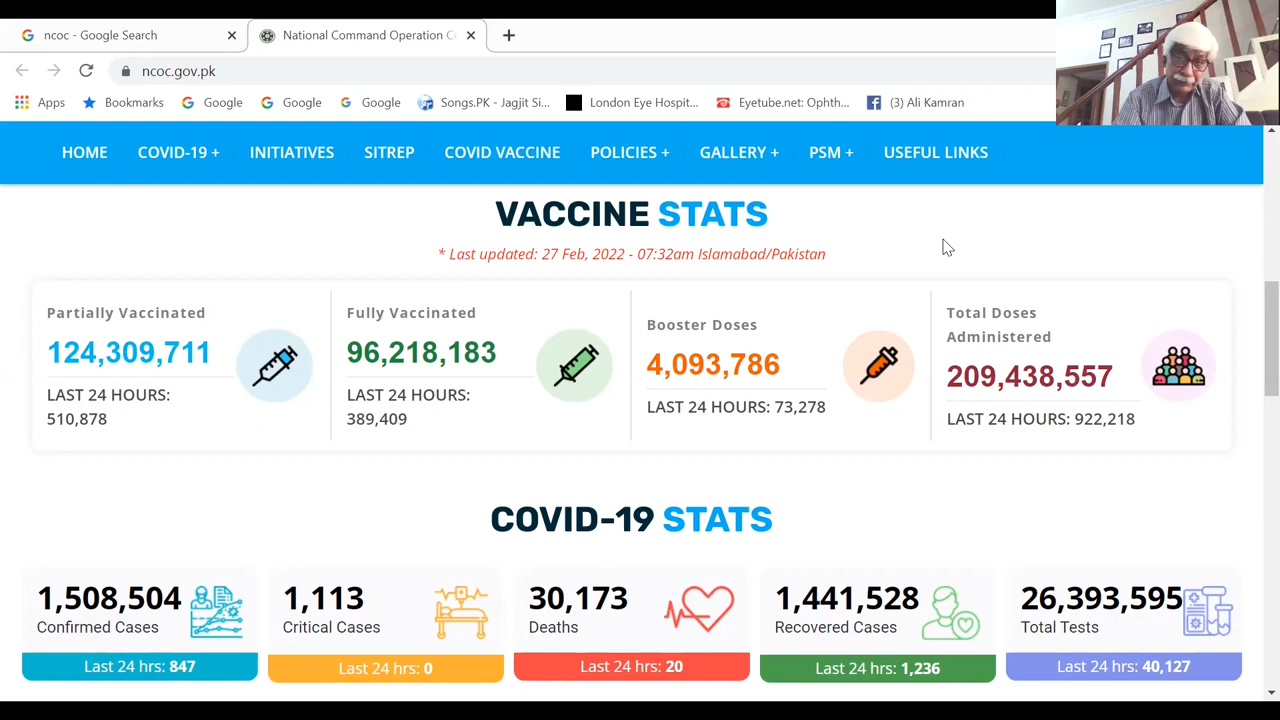 ncoc - Google Search
National Command Operation C
ncoc.gov.pk
Apps Bookmarks Google Google Google Songs.PK - Jagjit Si... London Eye Hospit... Eyetube.net: Ophth... (3) Ali Kamran
HOME COVID-19 + INITIATIVES SITREP COVID VACCINE POLICIES + GALLERY + PSM + USEFUL LINKS
VACCINE STATS
* Last updated: 27 Feb, 2022 - 07:32am Islamabad/Pakistan
Partially Vaccinated
124,309,711
LAST 24 HOURS:
510,878
Fully Vaccinated
96,218,183
LAST 24 HOURS:
389,409
Booster Doses
4,093,786
LAST 24 HOURS: 73,278
Total Doses
Administered
209,438,557
LAST 24 HOURS: 922,218
COVID-19 STATS
1,508,504
Confirmed Cases
Last 24 hrs: 847
1,113
Critical Cases
Last 24 hrs: 0
30,173
Deaths
Last 24 hrs: 20
1,441,528
Recovered Cases
Last 24 hrs: 1,236
26,393,595
Total Tests
Last 24 hrs: 40,127